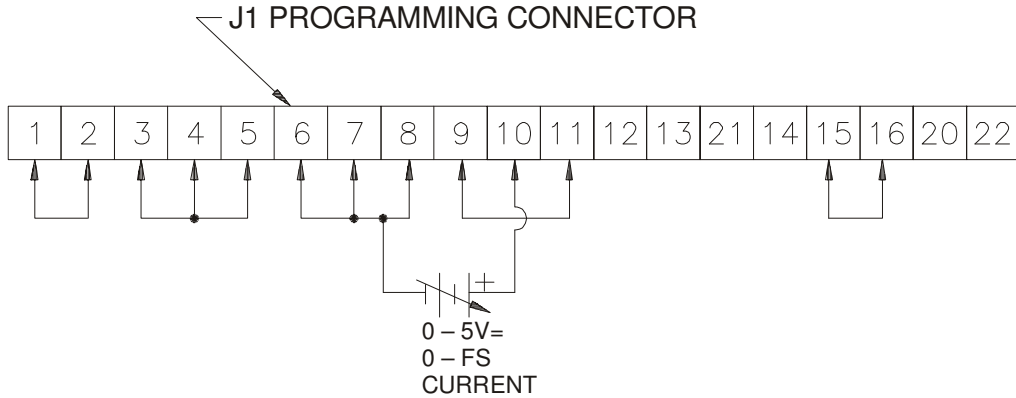 J1 PROGRAMMING CONNECTOR
1 2 3 4 5 6 7 8 9 10 11 12 13 21 14 15 16 20 22
+
0 – 5V=
0 – FS
CURRENT